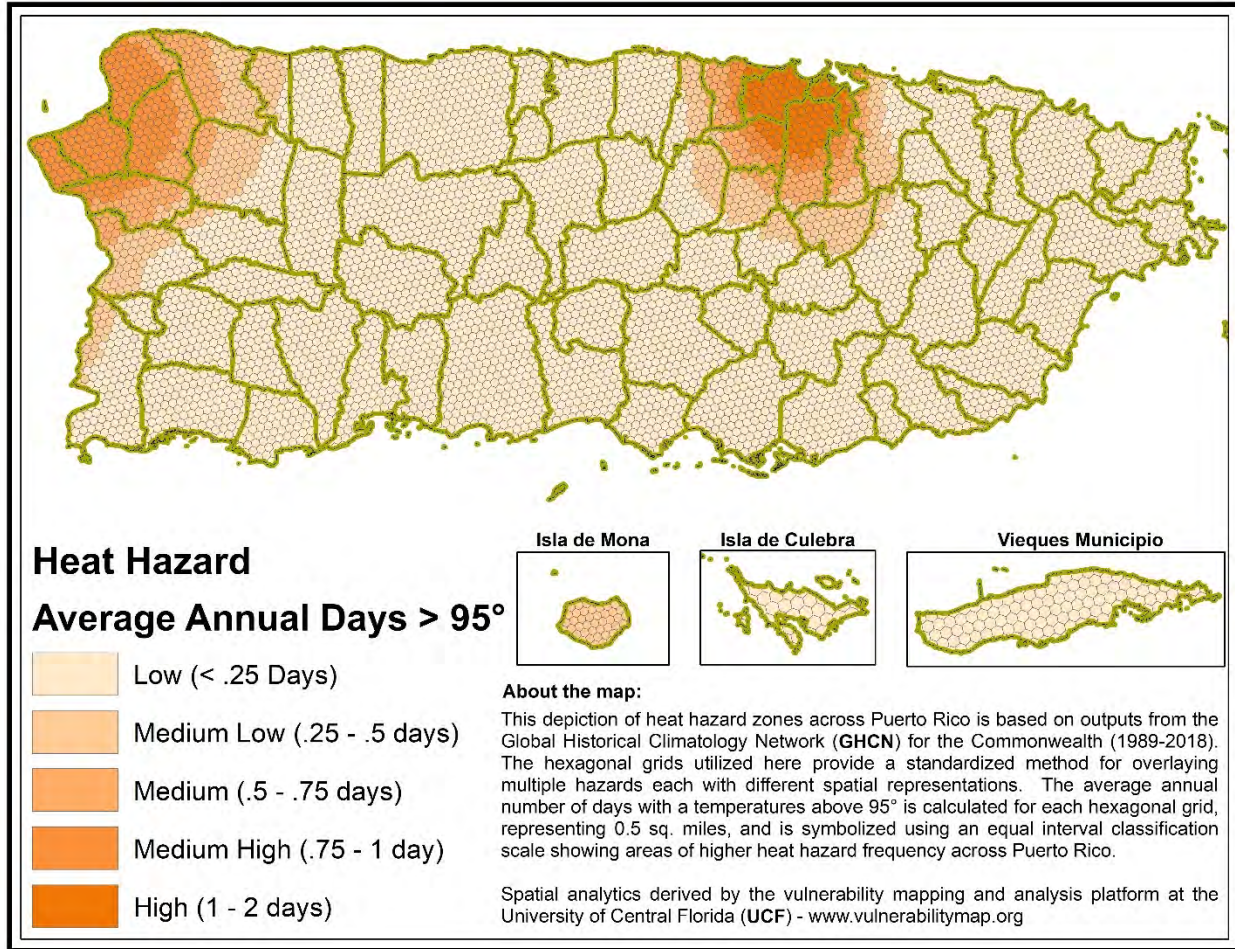 Isla de Mona
Isla de Culebra
Vieques Municipio
Heat Hazard
Average Annual Days > 95°
Low (< .25 Days)
Medium Low (.25 - .5 days)
Medium (.5 - .75 days)
Medium High (.75 - 1 day)
High (1 - 2 days)
About the map:
This depiction of heat hazard zones across Puerto Rico is based on outputs from the
Global Historical Climatology Network (GHCN) for the Commonwealth (1989-2018).
The hexagonal grids utilized here provide a standardized method for overlaying
multiple hazards each with different spatial representations. The average annual
number of days with a temperatures above 95° is calculated for each hexagonal grid,
representing 0.5 sq. miles, and is symbolized using an equal interval classification
scale showing areas of higher heat hazard frequency across Puerto Rico.
Spatial analytics derived by the vulnerability mapping and analysis platform at the
University of Central Florida (UCF) - www.vulnerabilitymap.org